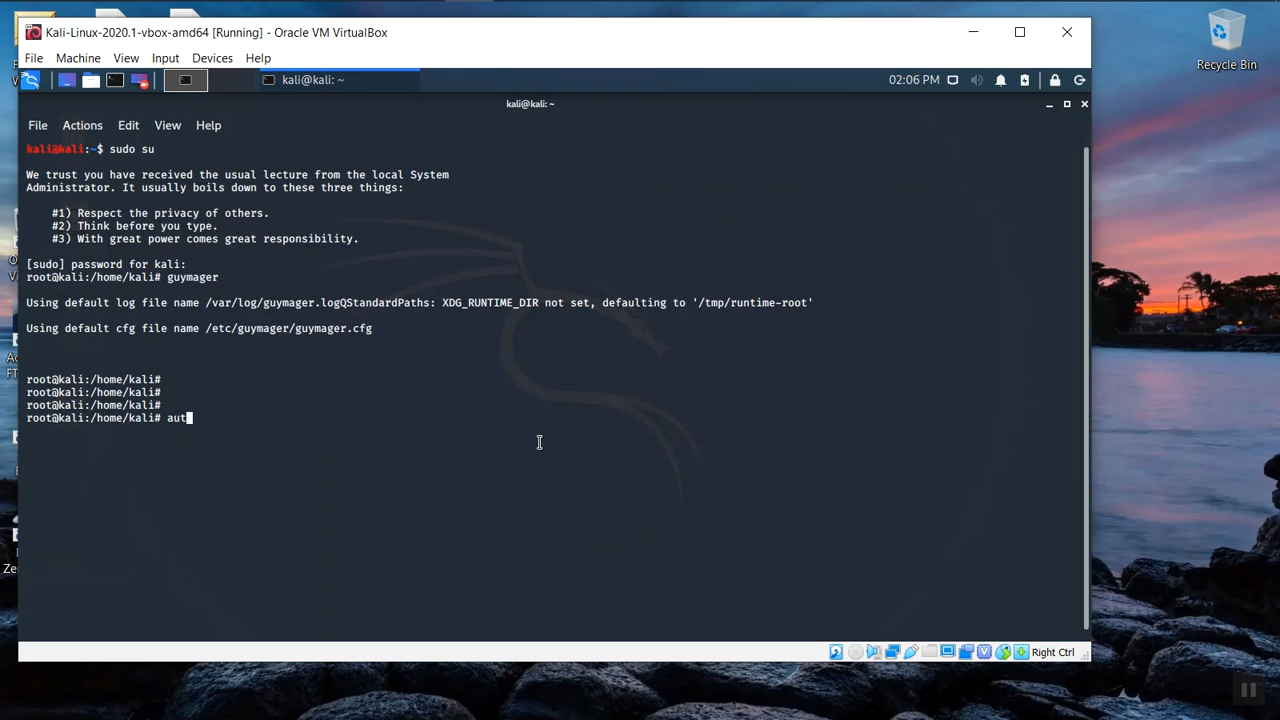 Kali-Linux-2020.1-vbox-amd64 [Running] - Oracle VM VirtualBox
File Machine View Input Devices Help
kali@kali: ~
02:06 PM
kali@kali: ~
File Actions Edit View Help
kali@kali:~$ sudo su
We trust you have received the usual lecture from the local System
Administrator. It usually boils down to these three things:
#1) Respect the privacy of others.
#2) Think before you type.
#3) With great power comes great responsibility.
[sudo] password for kali:
root@kali:/home/kali# guymager
Using default log file name /var/log/guymager.logQStandardPaths: XDG_RUNTIME_DIR not set, defaulting to '/tmp/runtime-root'
Using default cfg file name /etc/guymager/guymager.cfg
root@kali:/home/kali#
root@kali:/home/kali#
root@kali:/home/kali#
root@kali:/home/kali# aut
Right Ctrl
Recycle Bin